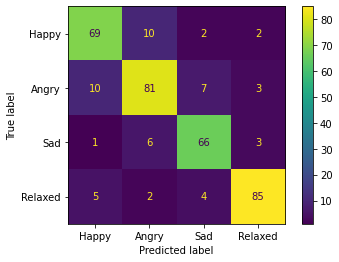 Happy 69 10 2 2
Angry 10 81 7 3
Sad 1 6 66 3
Relaxed 5 2 4 85
Happy Angry Sad Relaxed
Predicted label
True label
80
70
60
50
40
30
20
10